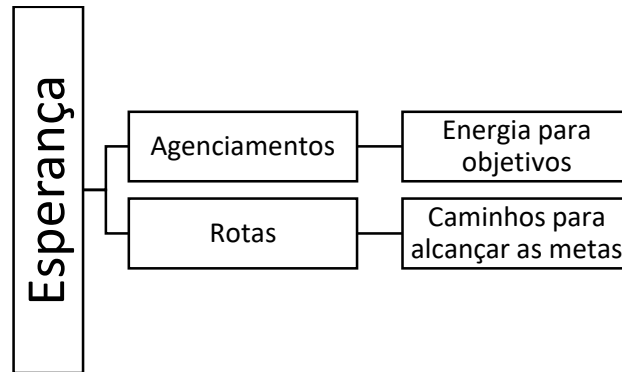 Esperança
Agenciamentos
Energia para
objetivos
Rotas
Caminhos para
alcançar as metas